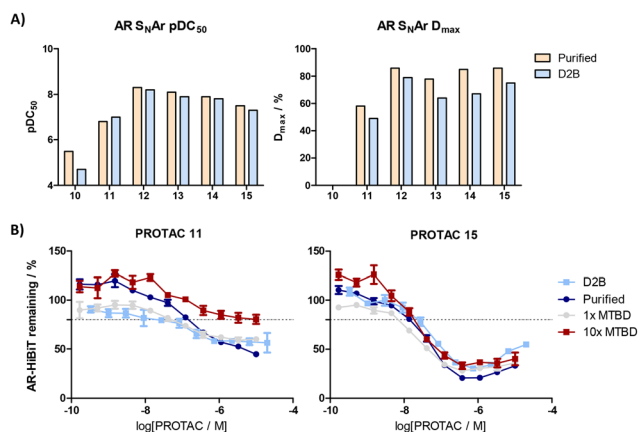 A)
AR SNAr pDC50
AR SNAr Dmax
Purified
D2B
pDC50
10
8
6
4
10 11 12 13 14 15
Dmax / %
100
80
60
40
20
0
10 11 12 13 14 15
B)
PROTAC 11
PROTAC 15
AR-HiBiT remaining / %
150
100
50
0
-10 -8 -6 -4
log[PROTAC / M]
150
100
50
0
-10 -8 -6 -4
log[PROTAC / M]
D2B
Purified
1x MTBD
10x MTBD